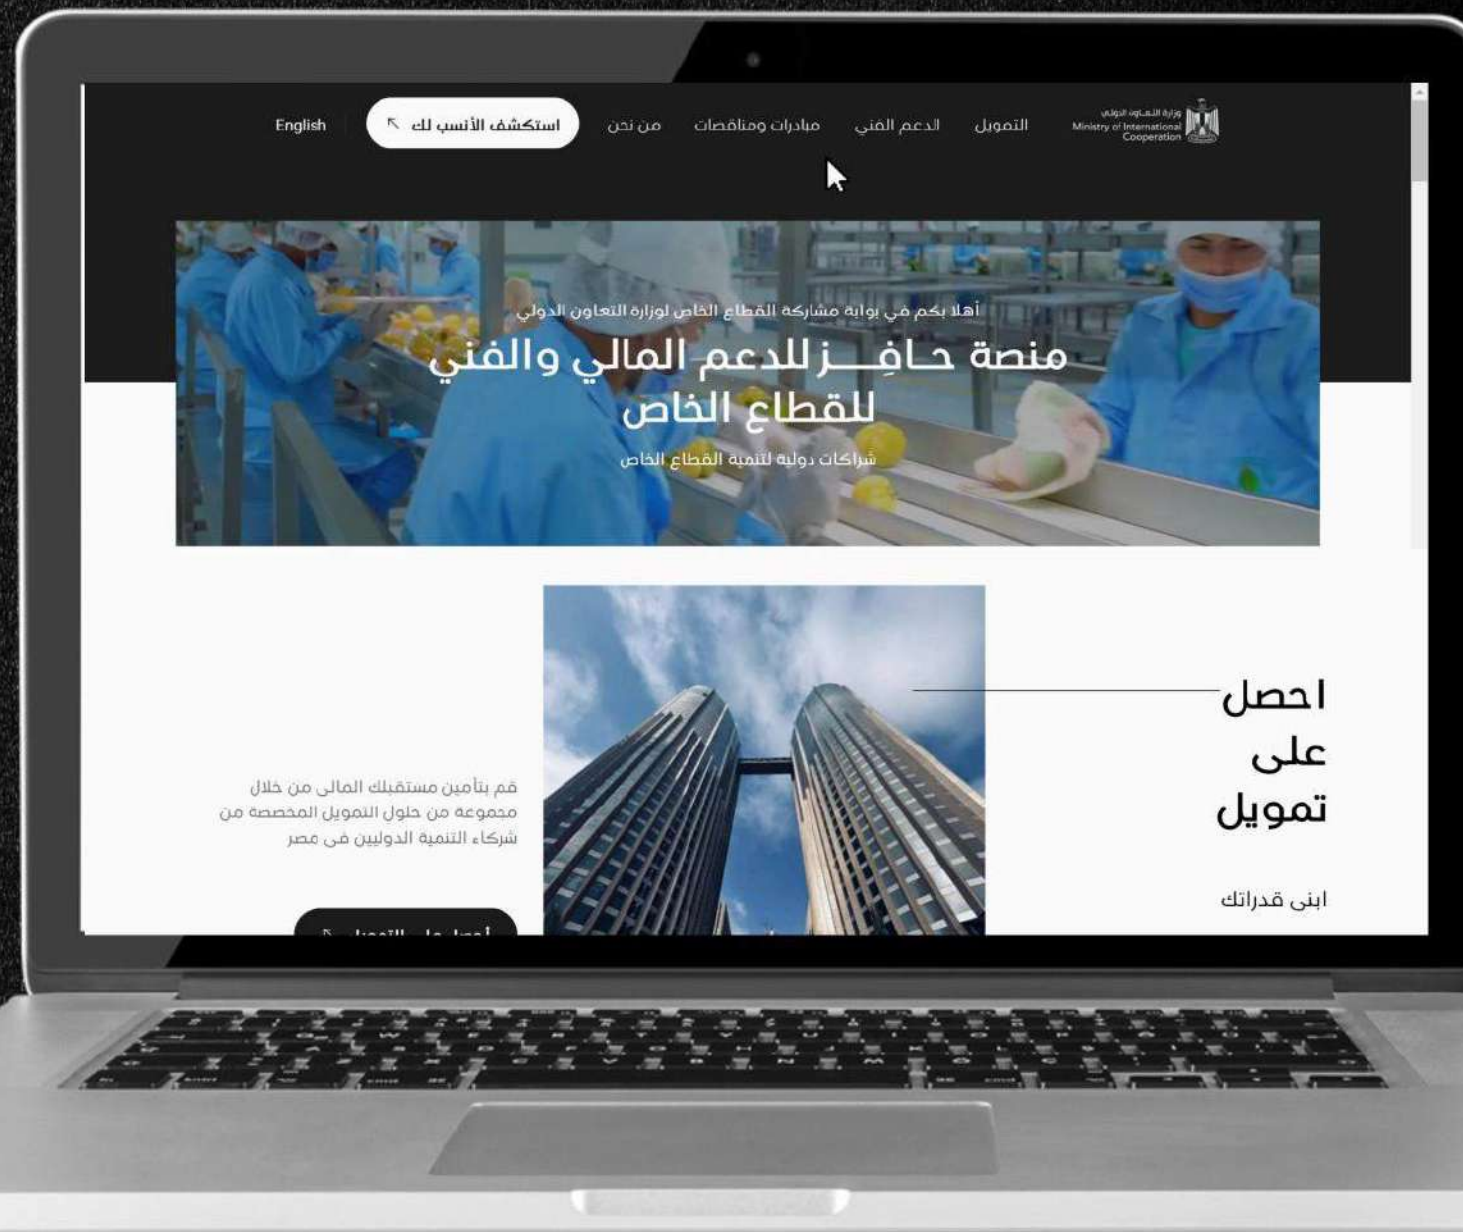 وزارة التعاون الدولي
Ministry of International
Cooperation
التمويل
الدعم الفني
مبادرات ومناقصات
من نحن
استكشف الأنسب لك
English
أهلا بكم في بوابة مشاركة القطاع الخاص لوزارة التعاون الدولي
منصة حـافِـــز للدعم المالي والفني
للقطاع الخاص
شراكات دولية لتنمية القطاع الخاص
احصل
على
تمويل
ابنى قدراتك
قم بتأمين مستقبلك المالى من خلال
مجموعة من حلول التمويل المخصصة من
شركاء التنمية الدوليين فى مصر